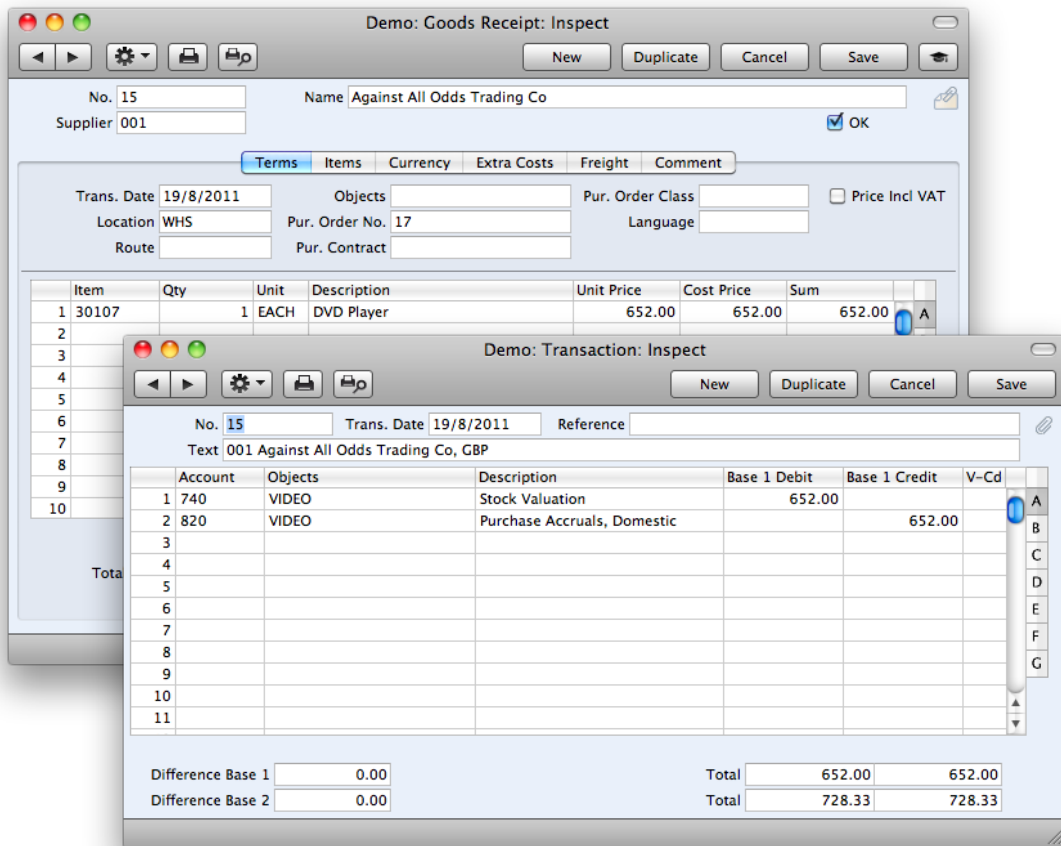 Demo: Goods Receipt: Inspect
New Duplicate Cancel Save
No. 15 Name Against All Odds Trading Co
Supplier 001 OK
Terms Items Currency Extra Costs Freight Comment
Trans. Date 19/8/2011 Objects Pur. Order Class Price Incl VAT
Location WHS Pur. Order No. 17 Language
Route Pur. Contract
Item Qty Unit Description Unit Price Cost Price Sum
1 30107 1 EACH DVD Player 652.00 652.00 652.00 A
2
3
4
5
6
7
8
9
10
Tota
Demo: Transaction: Inspect
New Duplicate Cancel Save
No. 15 Trans. Date 19/8/2011 Reference
Text 001 Against All Odds Trading Co, GBP
Account Objects Description Base 1 Debit Base 1 Credit V-Cd
1 740 VIDEO Stock Valuation 652.00 A
2 820 VIDEO Purchase Accruals, Domestic 652.00 B
3
4 C
5 D
6 E
7 F
8 G
9
10
11
Difference Base 1 0.00 Total 652.00 652.00
Difference Base 2 0.00 Total 728.33 728.33